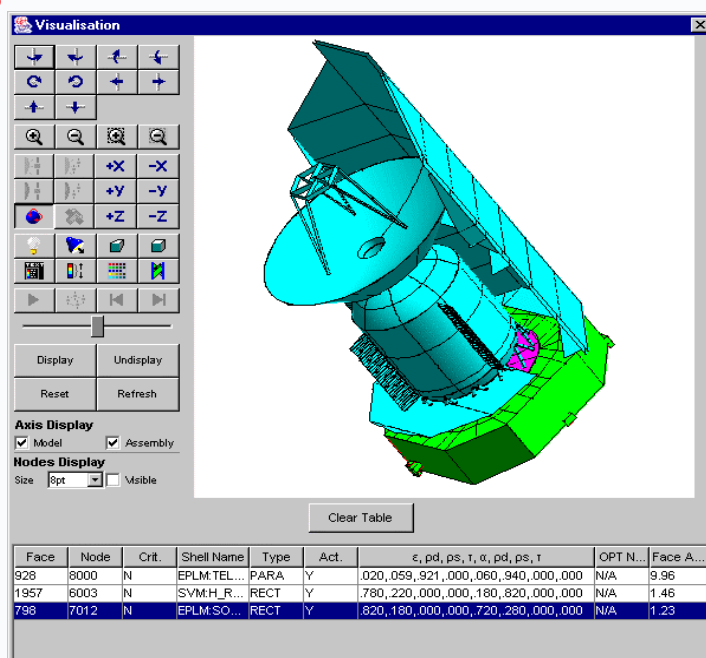 Visualisation
+X -X
+Y -Y
+Z -Z
Display Undisplay
Reset Refresh
Axis Display
Model Assembly
Nodes Display
Size 8pt Visible
Clear Table
Face Node Crit. Shell Name Type Act. ε, ρd, ρs, τ, α, ρd, ρs, τ OPT N... Face A...
928 8000 N EPLM:TEL... PARA Y .020,.059,.921,.000,.060,.940,.000,.000 N/A 9.96
1957 6003 N SVM:H_R... RECT Y .780,.220,.000,.000,.180,.820,.000,.000 N/A 1.46
798 7012 N EPLM:SO... RECT Y .820,.180,.000,.000,.720,.280,.000,.000 N/A 1.23